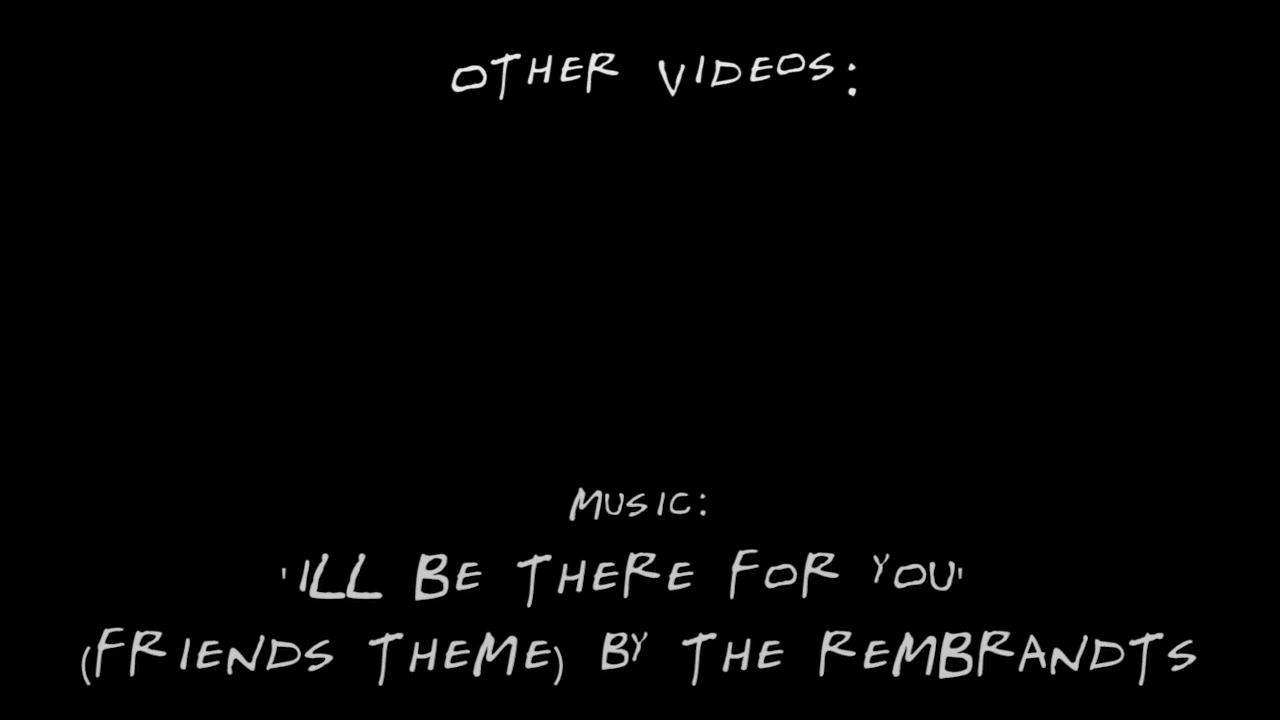 OTHER VIDEOS:
MUSIC:
'ILL BE THERE FOR YOU'
(FRIENDS THEME) BY THE REMBRANDTS